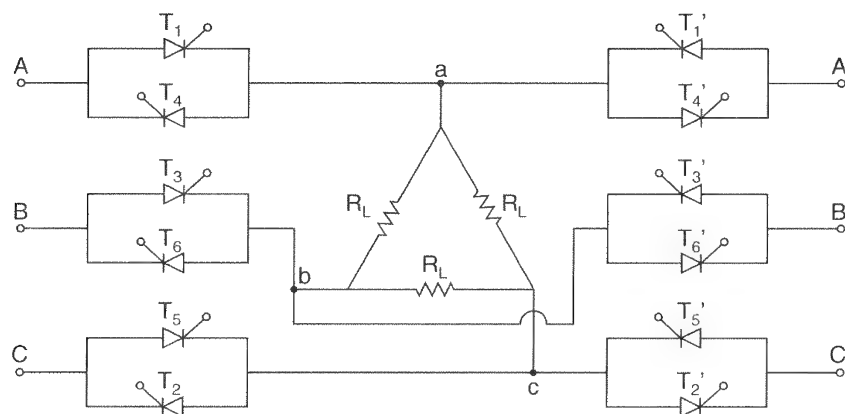 T1 T1'
A a A
T4 T4'
T3 T3'
RL RL
B B
T6 T6'
RL
b
T5 T5'
C C
T2 c T2'